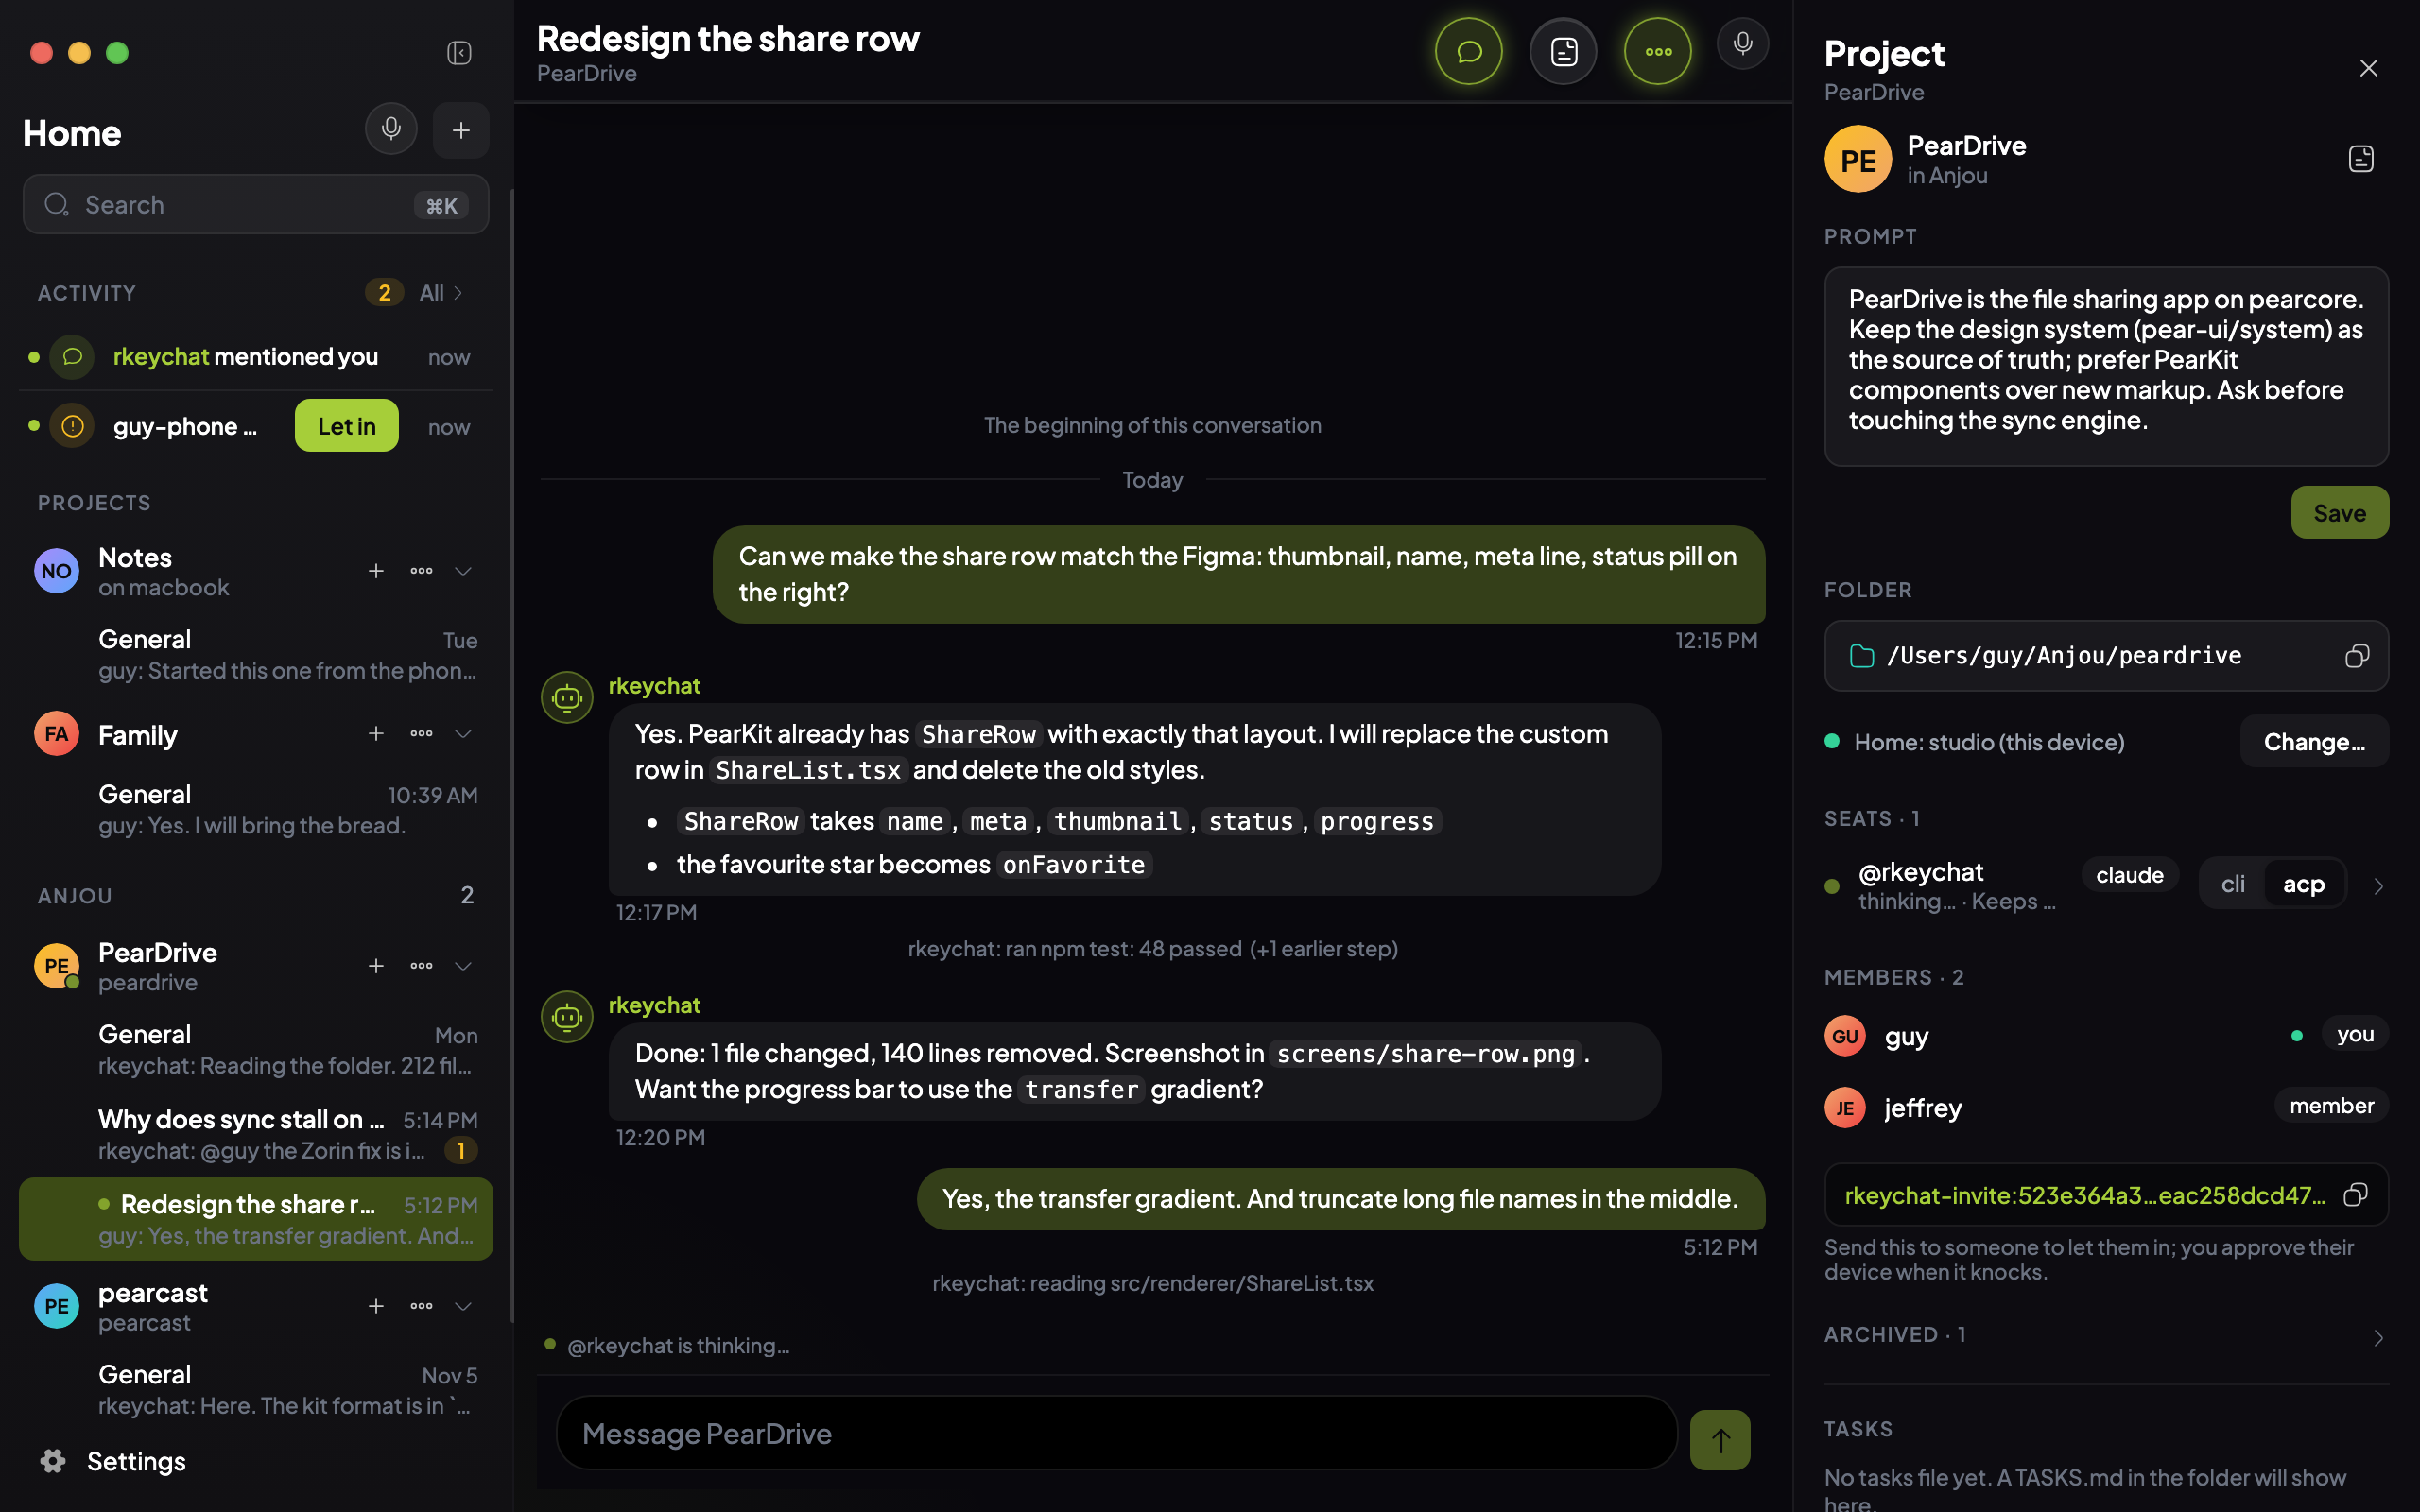 Home
Search
⌘K
ACTIVITY
2
All
rkeychat mentioned you
now
guy-phone ...
Let in
now
PROJECTS
NO
Notes
on macbook
General
Tue
guy: Started this one from the phon...
FA
Family
General
10:39 AM
guy: Yes. I will bring the bread.
ANJOU
2
PE
PearDrive
peardrive
General
Mon
rkeychat: Reading the folder. 212 fil...
Why does sync stall on ...
5:14 PM
rkeychat: @guy the Zorin fix is i...
1
Redesign the share r...
5:12 PM
guy: Yes, the transfer gradient. And...
PE
pearcast
pearcast
General
Nov 5
rkeychat: Here. The kit format is in `...
Settings
Redesign the share row
PearDrive
The beginning of this conversation
Today
Can we make the share row match the Figma: thumbnail, name, meta line, status pill on
the right?
12:15 PM
rkeychat
Yes. PearKit already has ShareRow with exactly that layout. I will replace the custom
row in ShareList.tsx and delete the old styles.
• ShareRow takes name, meta, thumbnail, status, progress
• the favourite star becomes onFavorite
12:17 PM
rkeychat: ran npm test: 48 passed (+1 earlier step)
rkeychat
Done: 1 file changed, 140 lines removed. Screenshot in screens/share-row.png.
Want the progress bar to use the transfer gradient?
12:20 PM
Yes, the transfer gradient. And truncate long file names in the middle.
5:12 PM
rkeychat: reading src/renderer/ShareList.tsx
@rkeychat is thinking...
Message PearDrive
Project
PearDrive
PE
PearDrive
in Anjou
PROMPT
PearDrive is the file sharing app on pearcore.
Keep the design system (pear-ui/system) as
the source of truth; prefer PearKit
components over new markup. Ask before
touching the sync engine.
Save
FOLDER
/Users/guy/Anjou/peardrive
Home: studio (this device)
Change...
SEATS · 1
@rkeychat
claude
cli
acp
thinking... · Keeps ...
MEMBERS · 2
GU
guy
you
JE
jeffrey
member
rkeychat-invite:523e364a3...eac258dcd47...
Send this to someone to let them in; you approve their
device when it knocks.
ARCHIVED · 1
TASKS
No tasks file yet. A TASKS.md in the folder will show
here.